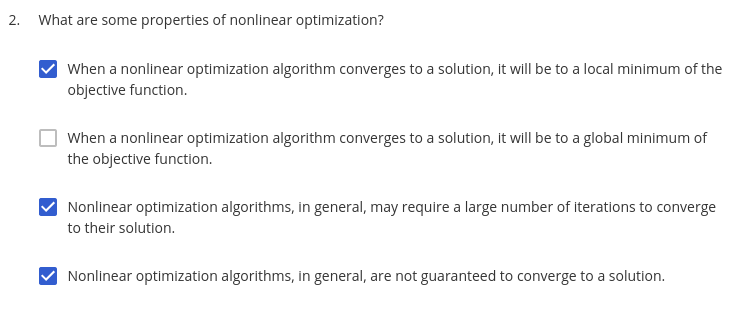 2. What are some properties of nonlinear optimization?
When a nonlinear optimization algorithm converges to a solution, it will be to a local minimum of the
objective function.
When a nonlinear optimization algorithm converges to a solution, it will be to a global minimum of
the objective function.
Nonlinear optimization algorithms, in general, may require a large number of iterations to converge
to their solution.
Nonlinear optimization algorithms, in general, are not guaranteed to converge to a solution.